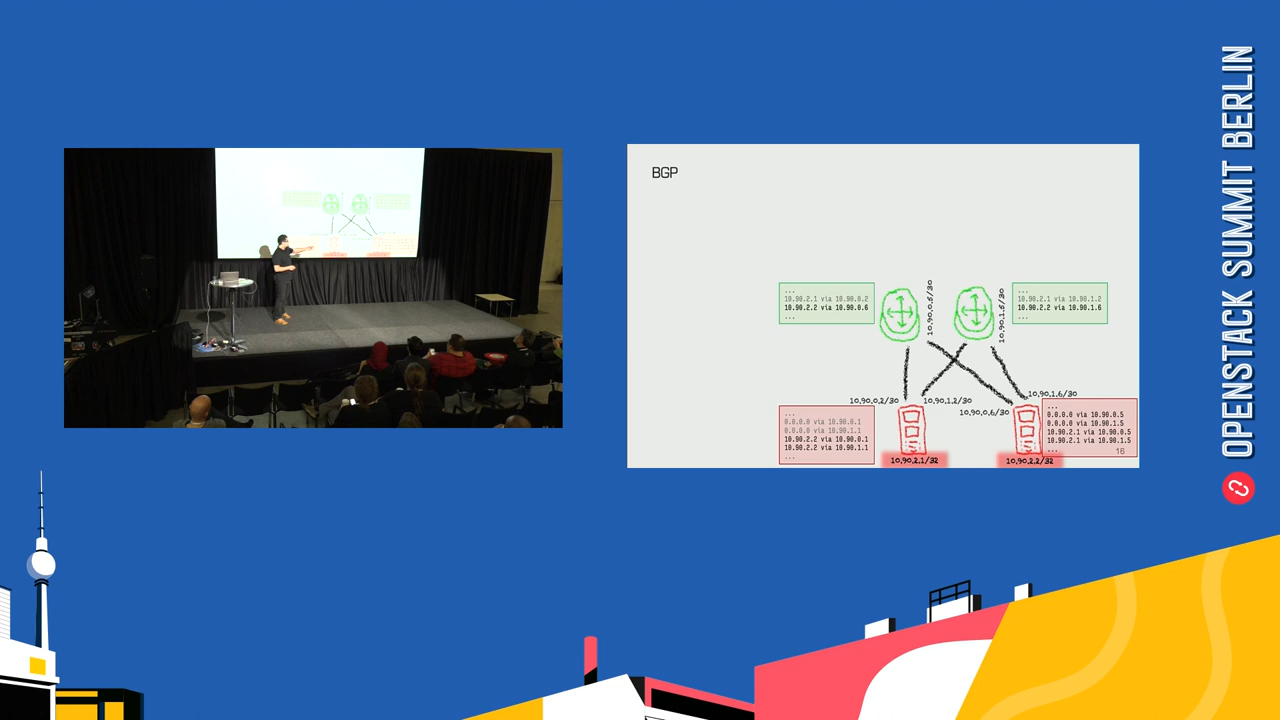 BGP
...
10.90.2.1 via 10.90.0.2
10.90.2.2 via 10.90.0.6
...
10.90.0.5/30
10.90.1.5/30
...
10.90.2.1 via 10.90.1.2
10.90.2.2 via 10.90.1.6
...
10.90.0.2/30
10.90.1.2/30
10.90.0.6/30
10.90.1.6/30
...
0.0.0.0 via 10.90.0.1
0.0.0.0 via 10.90.1.1
10.90.2.2 via 10.90.0.1
10.90.2.2 via 10.90.1.1
...
...
0.0.0.0 via 10.90.0.5
0.0.0.0 via 10.90.1.5
10.90.2.1 via 10.90.0.5
10.90.2.1 via 10.90.1.5
...
16
10.90.2.1/32
10.90.2.2/32
OPENSTACK SUMMIT BERLIN